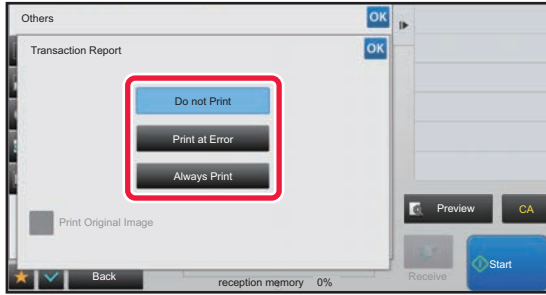 Others
OK
Transaction Report
OK
Do not Print
Print at Error
Always Print
Print Original Image
Preview
CA
Back
reception memory 0%
Receive
Start